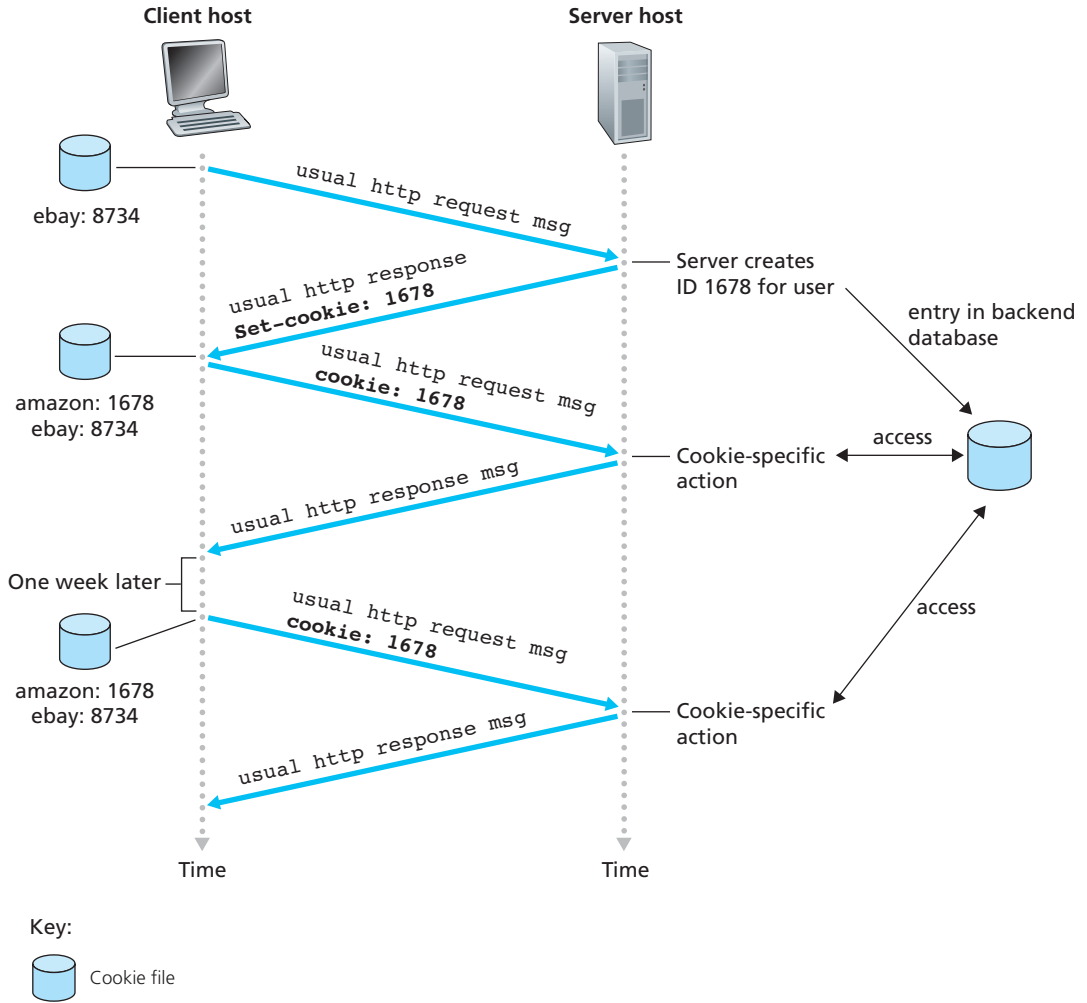 Client host
Server host
usual http request msg
ebay: 8734
Server creates
ID 1678 for user
usual http response
Set-cookie: 1678
entry in backend
database
usual http request msg
cookie: 1678
amazon: 1678
ebay: 8734
access
Cookie-specific
action
usual http response msg
One week later
usual http request msg
cookie: 1678
access
amazon: 1678
ebay: 8734
Cookie-specific
action
usual http response msg
Time
Time
Key:
Cookie file